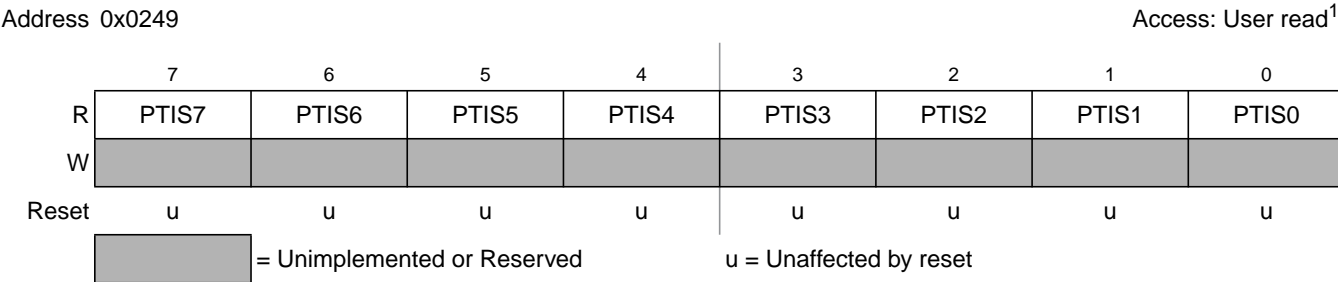 Address 0x0249 Access: User read1
7 6 5 4 3 2 1 0
R PTIS7 PTIS6 PTIS5 PTIS4 PTIS3 PTIS2 PTIS1 PTIS0
W
Reset u u u u u u u u
= Unimplemented or Reserved u = Unaffected by reset